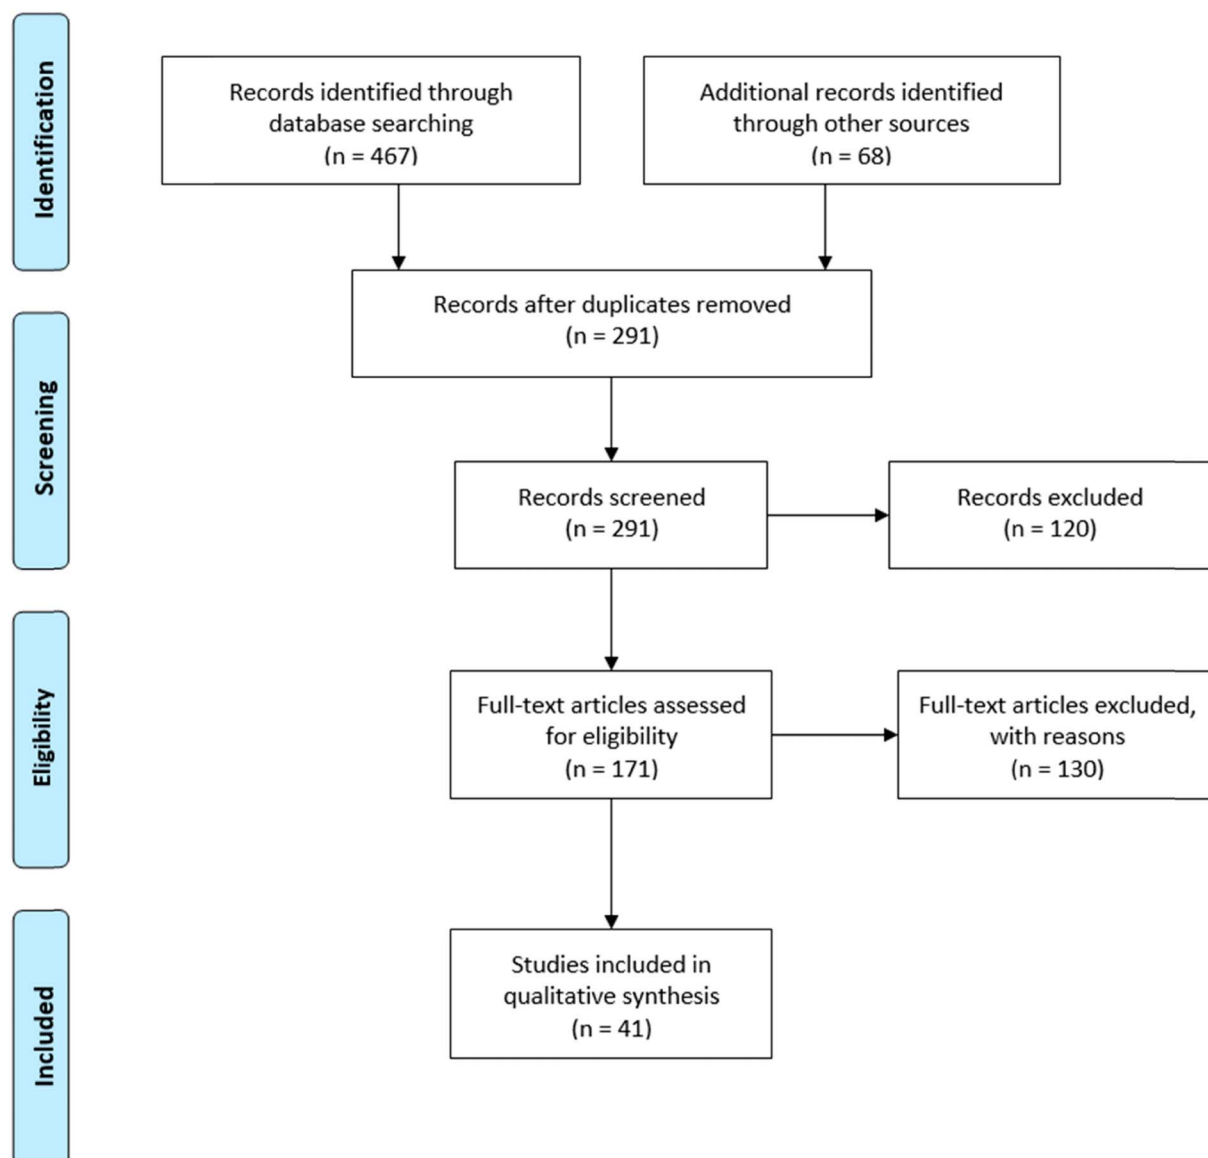 Identification
Records identified through
database searching
(n = 467)
Additional records identified
through other sources
(n = 68)
Records after duplicates removed
(n = 291)
Screening
Records screened
(n = 291)
Records excluded
(n = 120)
Eligibility
Full-text articles assessed
for eligibility
(n = 171)
Full-text articles excluded,
with reasons
(n = 130)
Included
Studies included in
qualitative synthesis
(n = 41)